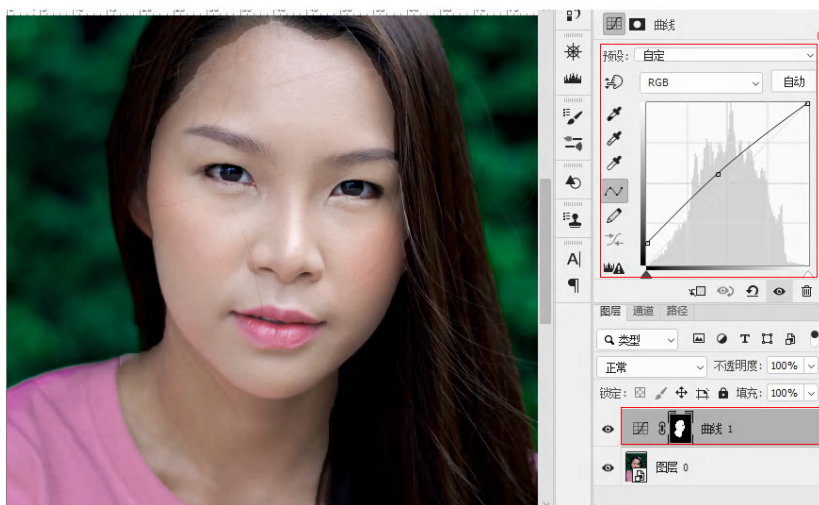 曲线
预设: 自定
RGB 自动
A|
图层 通道 路径
类型 T
正常 不透明度: 100%
锁定: 填充: 100%
曲线 1
图层 0